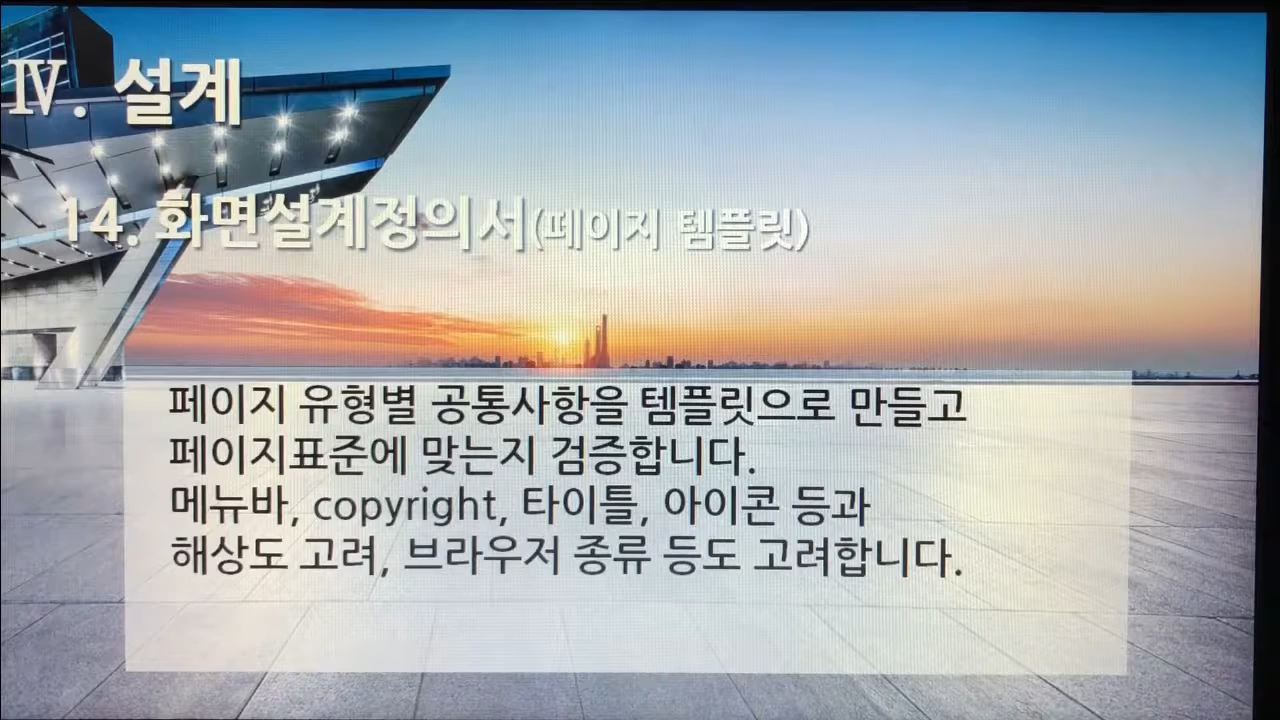 Ⅳ. 설계
14. 화면설계정의서(페이지 템플릿)
페이지 유형별 공통사항을 템플릿으로 만들고
페이지표준에 맞는지 검증합니다.
메뉴바, copyright, 타이틀, 아이콘 등과
해상도 고려, 브라우저 종류 등도 고려합니다.